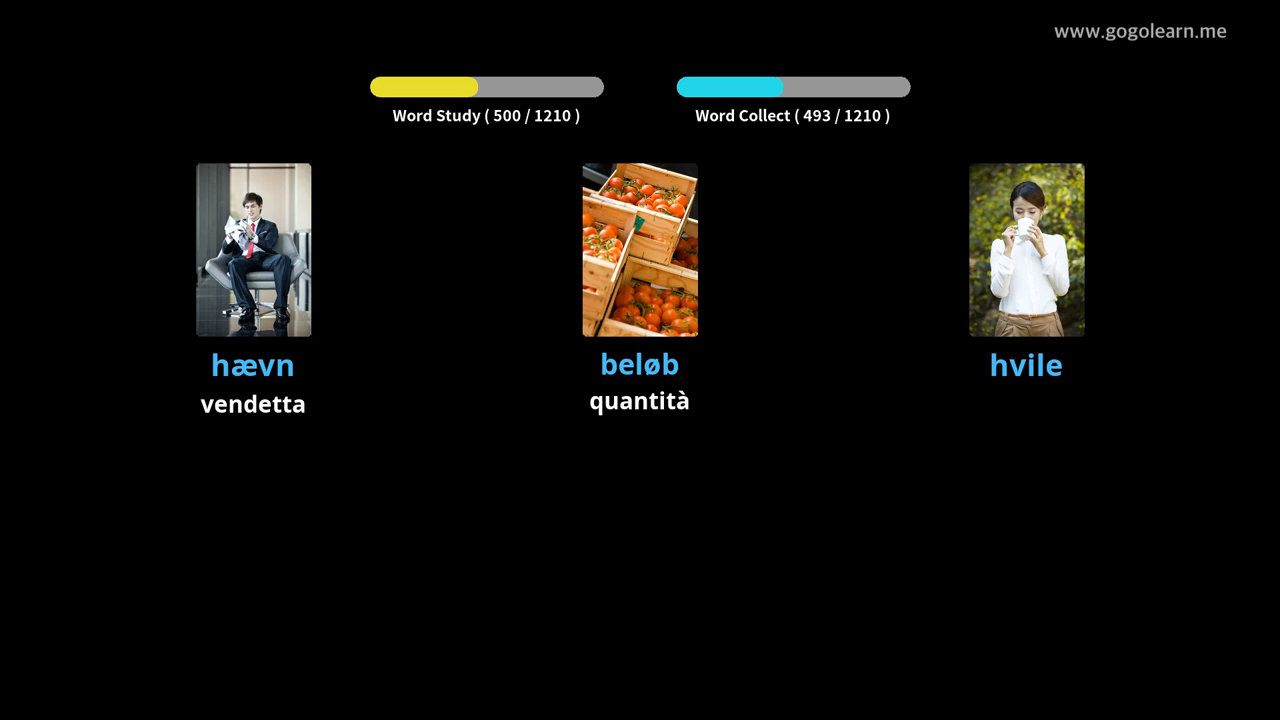 www.gogolearn.me
Word Study ( 500 / 1210 )
Word Collect ( 493 / 1210 )
hævn
vendetta
beløb
quantità
hvile